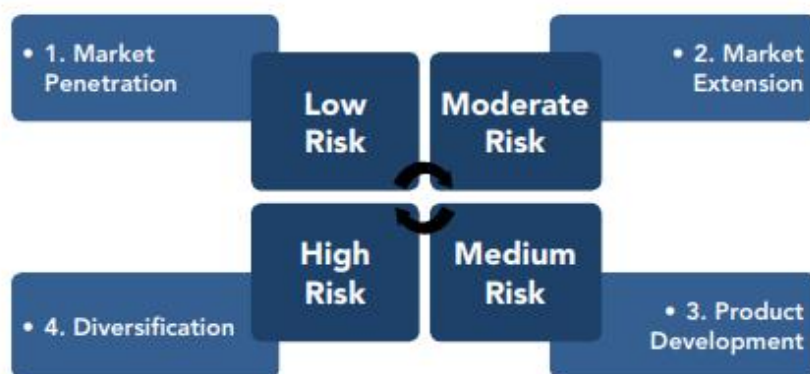 • 1. Market
Penetration
Low
Risk
Moderate
Risk
• 2. Market
Extension
High
Risk
Medium
Risk
• 4. Diversification
• 3. Product
Development